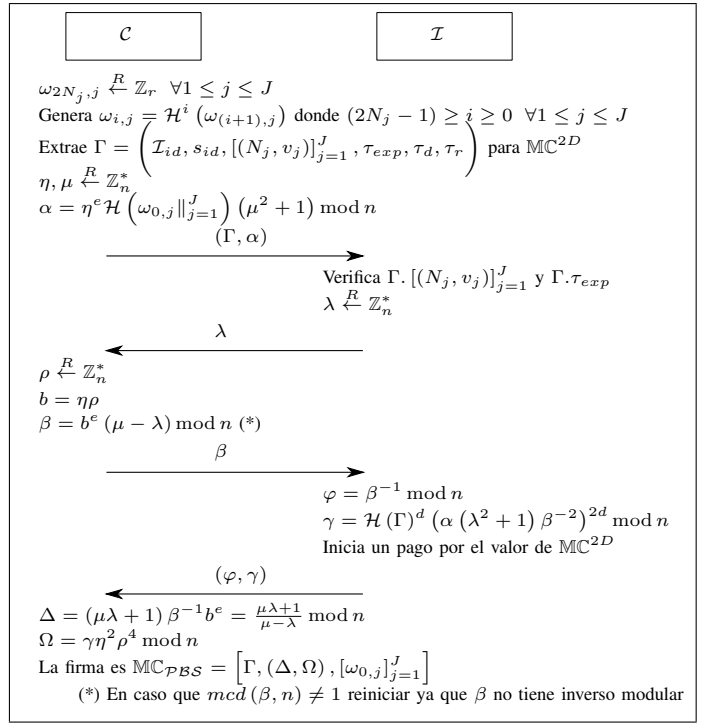 𝒞 ℐ
ω_{2N_j,j} ←^R ℤ_r ∀1 ≤ j ≤ J
Genera ω_{i,j} = ℋ^i (ω_{(i+1),j}) donde (2N_j − 1) ≥ i ≥ 0 ∀1 ≤ j ≤ J
Extrae Γ = (ℐ_{id}, s_{id}, [(N_j, v_j)]_{j=1}^J, τ_{exp}, τ_d, τ_r) para 𝕄ℂ^{2D}
η, μ ←^R ℤ_n^*
α = η^e ℋ (ω_{0,j}‖_{j=1}^J) (μ^2 + 1) mod n
(Γ, α)
Verifica Γ. [(N_j, v_j)]_{j=1}^J y Γ.τ_{exp}
λ ←^R ℤ_n^*
λ
ρ ←^R ℤ_n^*
b = ηρ
β = b^e (μ − λ) mod n (*)
β
φ = β^{−1} mod n
γ = ℋ (Γ)^d (α (λ^2 + 1) β^{−2})^{2d} mod n
Inicia un pago por el valor de 𝕄ℂ^{2D}
(φ, γ)
Δ = (μλ + 1) β^{−1} b^e = \frac{μλ+1}{μ−λ} mod n
Ω = γη^2ρ^4 mod n
La firma es 𝕄ℂ_{𝒫ℬ𝒮} = [Γ, (Δ, Ω) , [ω_{0,j}]_{j=1}^J]
(*) En caso que mcd (β, n) ≠ 1 reiniciar ya que β no tiene inverso modular